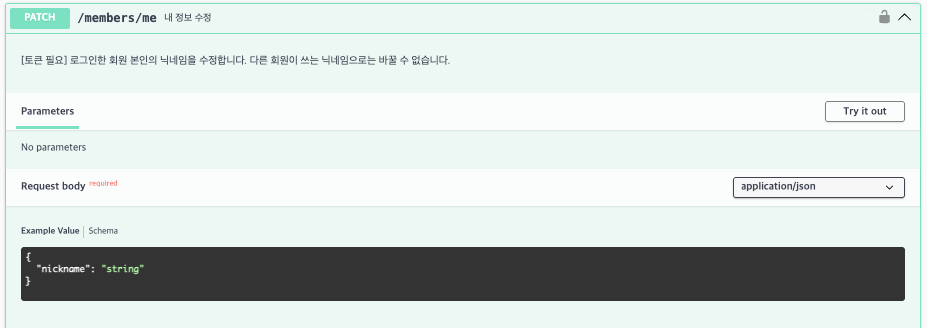 PATCH /members/me 내 정보 수정
[토큰 필요] 로그인한 회원 본인의 닉네임을 수정합니다. 다른 회원이 쓰는 닉네임으로는 바꿀 수 없습니다.
Parameters Try it out
No parameters
Request body required application/json
Example Value Schema
{
"nickname": "string"
}